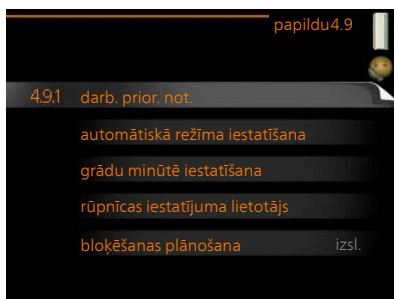 papildu4.9
4.9.1 darb. prior. not.
automātiskā režīma iestatīšana
grādu minūtē iestatīšana
rūpnīcas iestatījuma lietotājs
bloķēšanas plānošana izsl.